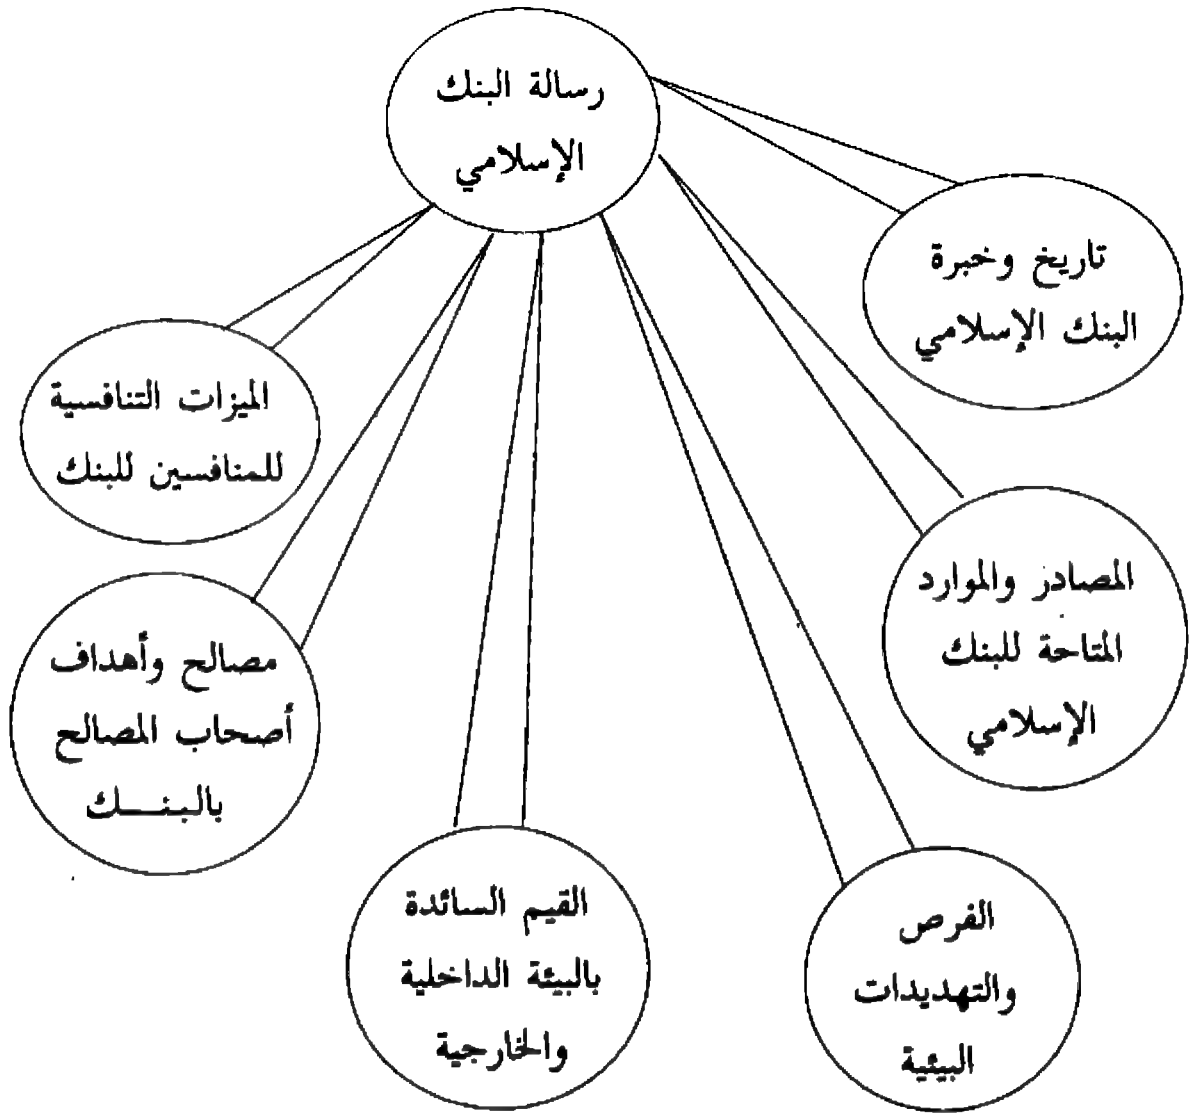 رسالة البنك
الإسلامي
تاريخ وخبرة
البنك الإسلامي
المصادر والموارد
المتاحة للبنك
الإسلامي
الفرص
والتهديدات
البيئية
القيم السائدة
بالبيئة الداخلية
والخارجية
مصالح وأهداف
أصحاب المصالح
بالبنـــك
الميزات التنافسية
للمنافسين للبنك